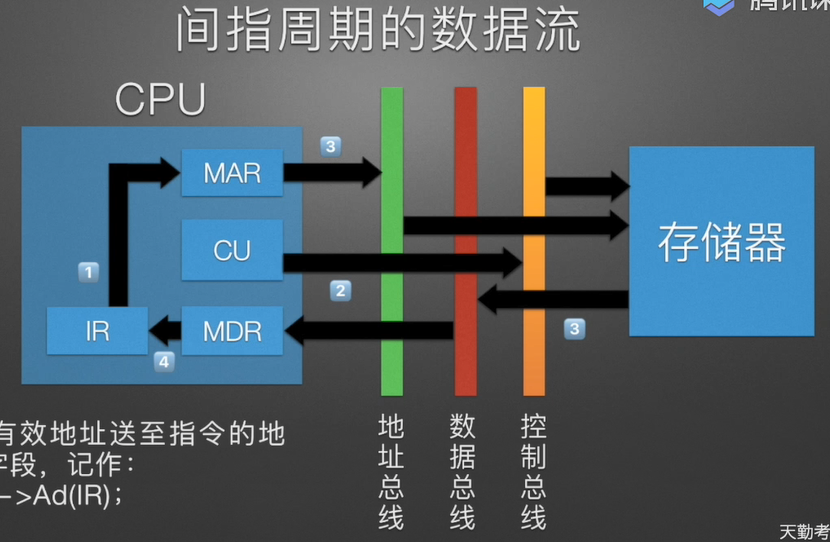 腾讯课
间指周期的数据流
CPU
3
MAR
CU
存储器
1
2
IR
MDR
3
4
有效地址送至指令的地
字段，记作：
->Ad(IR);
地址总线
数据总线
控制总线
天勤考